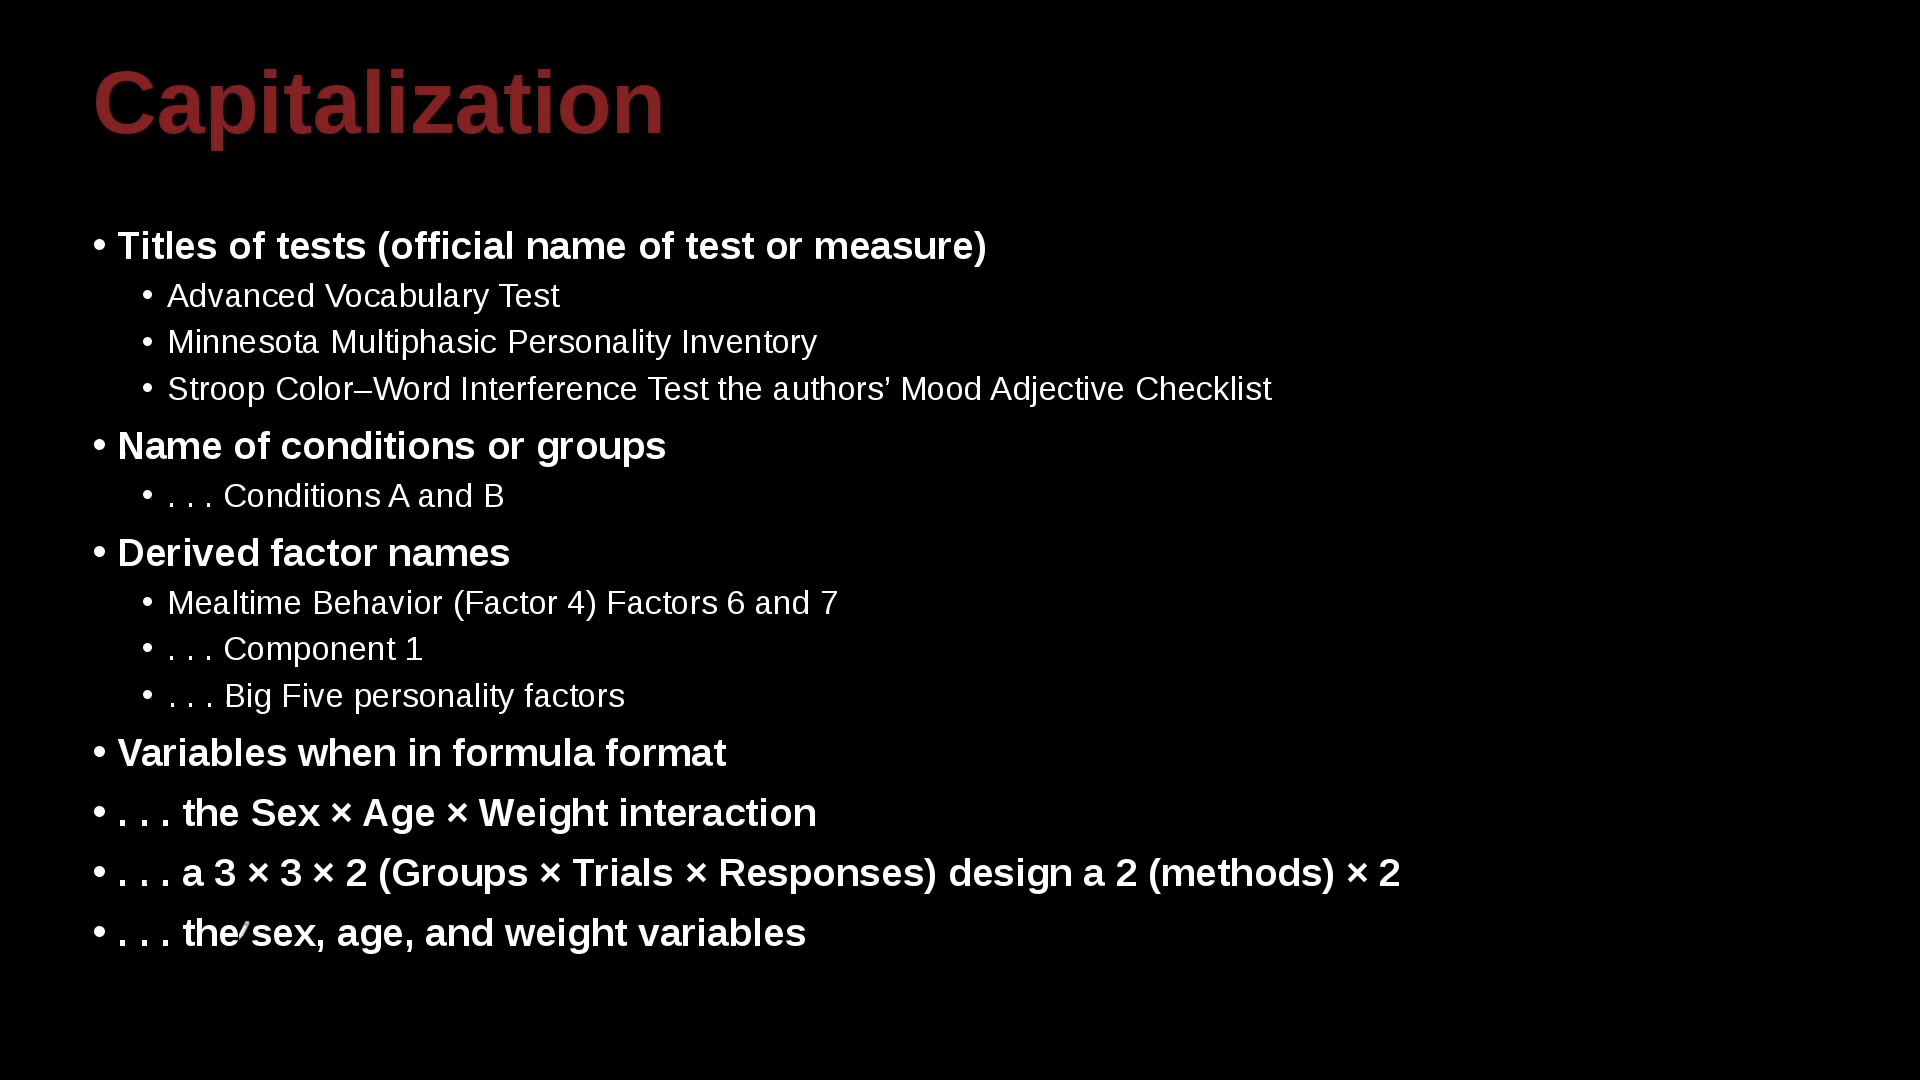 Capitalization
• Titles of tests (official name of test or measure)
• Advanced Vocabulary Test
• Minnesota Multiphasic Personality Inventory
• Stroop Color–Word Interference Test the authors’ Mood Adjective Checklist
• Name of conditions or groups
• . . . Conditions A and B
• Derived factor names
• Mealtime Behavior (Factor 4) Factors 6 and 7
• . . . Component 1
• . . . Big Five personality factors
• Variables when in formula format
• . . . the Sex × Age × Weight interaction
• . . . a 3 × 3 × 2 (Groups × Trials × Responses) design a 2 (methods) × 2
• . . . the sex, age, and weight variables